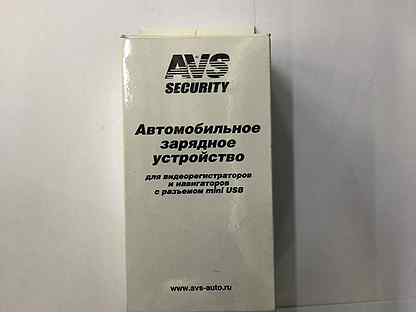 AVS
SECURITY
Автомобильное
зарядное
устройство
для видеорегистраторов
и навигаторов
с разъемом mini USB
www.avs-auto.ru